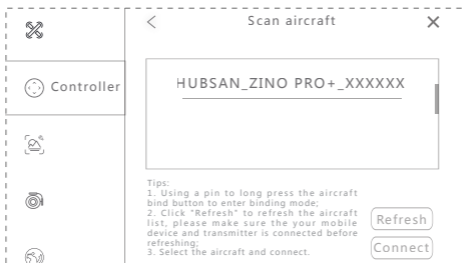 Scan aircraft
Controller
HUBSAN_ZINO PRO+_XXXXXX
Tips:
1. Using a pin to long press the aircraft
bind button to enter binding mode;
2. Click "Refresh" to refresh the aircraft
list, please make sure the your mobile
device and transmitter is connected before
refreshing;
3. Select the aircraft and connect.
Refresh
Connect